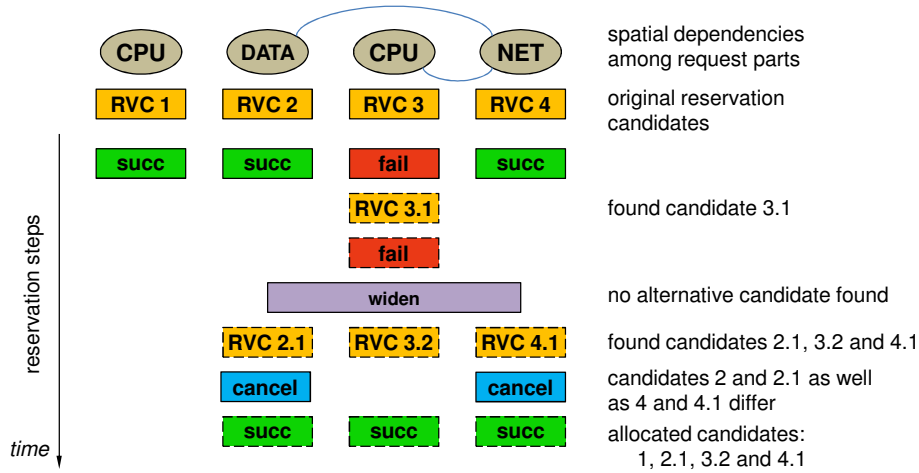 CPU DATA CPU NET
spatial dependencies
among request parts
RVC 1 RVC 2 RVC 3 RVC 4
original reservation
candidates
succ succ fail succ
RVC 3.1
found candidate 3.1
fail
widen
no alternative candidate found
RVC 2.1 RVC 3.2 RVC 4.1
found candidates 2.1, 3.2 and 4.1
cancel cancel
candidates 2 and 2.1 as well
as 4 and 4.1 differ
succ succ succ
allocated candidates:
1, 2.1, 3.2 and 4.1
reservation steps
time